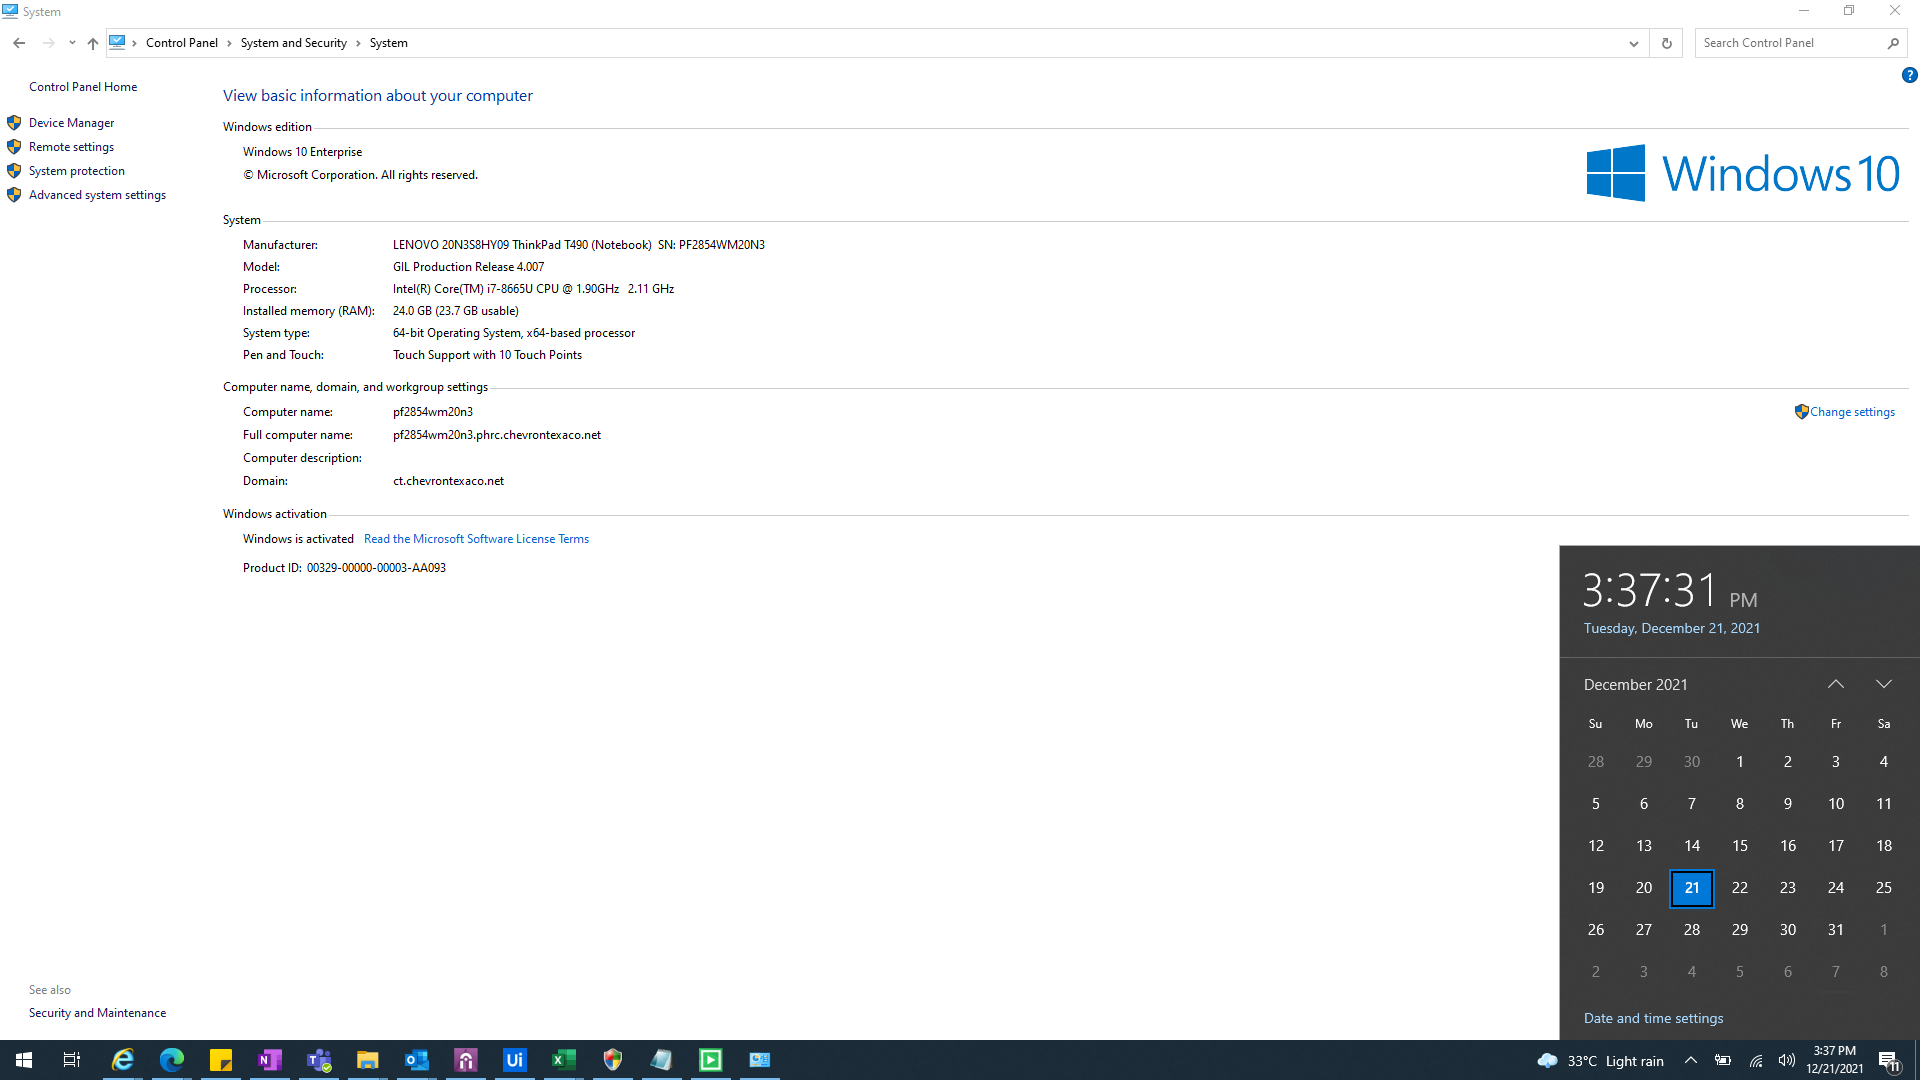 System
Control Panel > System and Security > System
Search Control Panel
?
Control Panel Home
Device Manager
Remote settings
System protection
Advanced system settings
See also
Security and Maintenance
View basic information about your computer
Windows edition
Windows 10 Enterprise
© Microsoft Corporation. All rights reserved.
Windows 10
System
Manufacturer: LENOVO 20N3S8HY09 ThinkPad T490 (Notebook) SN: PF2854WM20N3
Model: GIL Production Release 4.007
Processor: Intel(R) Core(TM) i7-8665U CPU @ 1.90GHz 2.11 GHz
Installed memory (RAM): 24.0 GB (23.7 GB usable)
System type: 64-bit Operating System, x64-based processor
Pen and Touch: Touch Support with 10 Touch Points
Computer name, domain, and workgroup settings
Computer name: pf2854wm20n3
Change settings
Full computer name: pf2854wm20n3.phrc.chevrontexaco.net
Computer description:
Domain: ct.chevrontexaco.net
Windows activation
Windows is activated Read the Microsoft Software License Terms
Product ID: 00329-00000-00003-AA093
3:37:31 PM
Tuesday, December 21, 2021
December 2021
Su Mo Tu We Th Fr Sa
28 29 30 1 2 3 4
5 6 7 8 9 10 11
12 13 14 15 16 17 18
19 20 21 22 23 24 25
26 27 28 29 30 31 1
2 3 4 5 6 7 8
Date and time settings
Ui
33°C Light rain
3:37 PM
12/21/2021
11